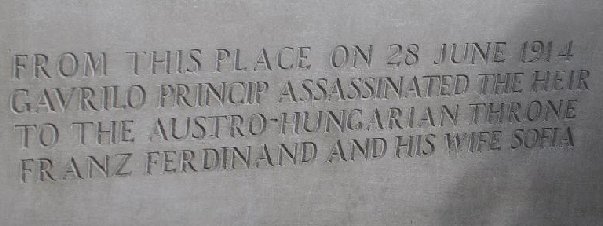 FROM THIS PLACE ON 28 JUNE 1914
GAVRILO PRINCIP ASSASSINATED THE HEIR
TO THE AUSTRO-HUNGARIAN THRONE
FRANZ FERDINAND AND HIS WIFE SOFIA